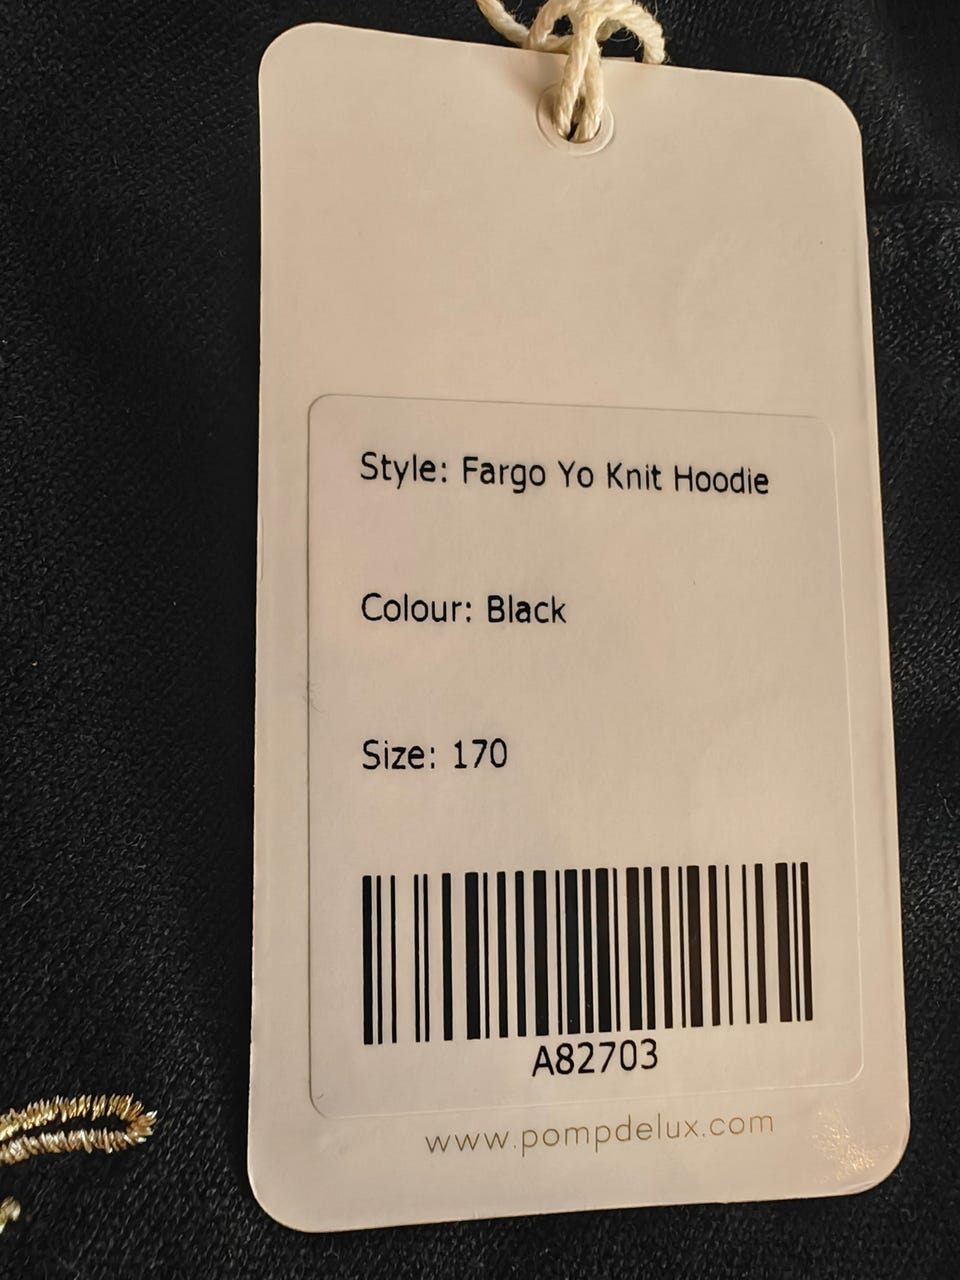 Style: Fargo Yo Knit Hoodie
Colour: Black
Size: 170
A82703
www.pompdelux.com